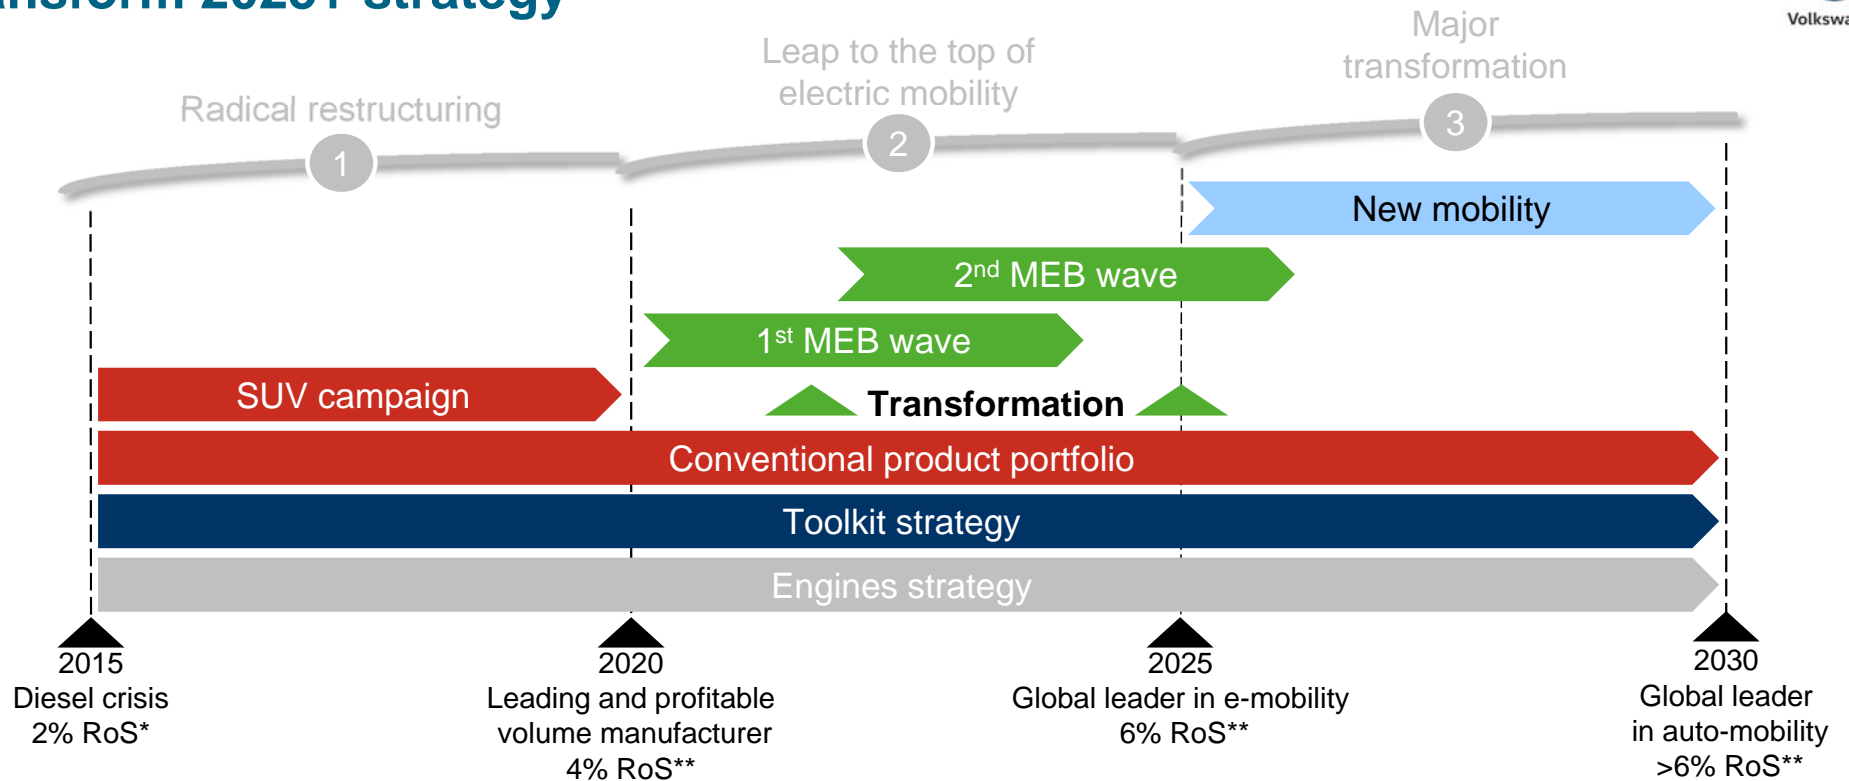 2025+ strategy
Volkswa
Major
transformation
3
Leap to the top of
electric mobility
2
Radical restructuring
1
New mobility
2nd MEB wave
1st MEB wave
SUV campaign
Transformation
Conventional product portfolio
Toolkit strategy
Engines strategy
2015
Diesel crisis
2% RoS*
2020
Leading and profitable
volume manufacturer
4% RoS**
2025
Global leader in e-mobility
6% RoS**
2030
Global leader
in auto-mobility
>6% RoS**